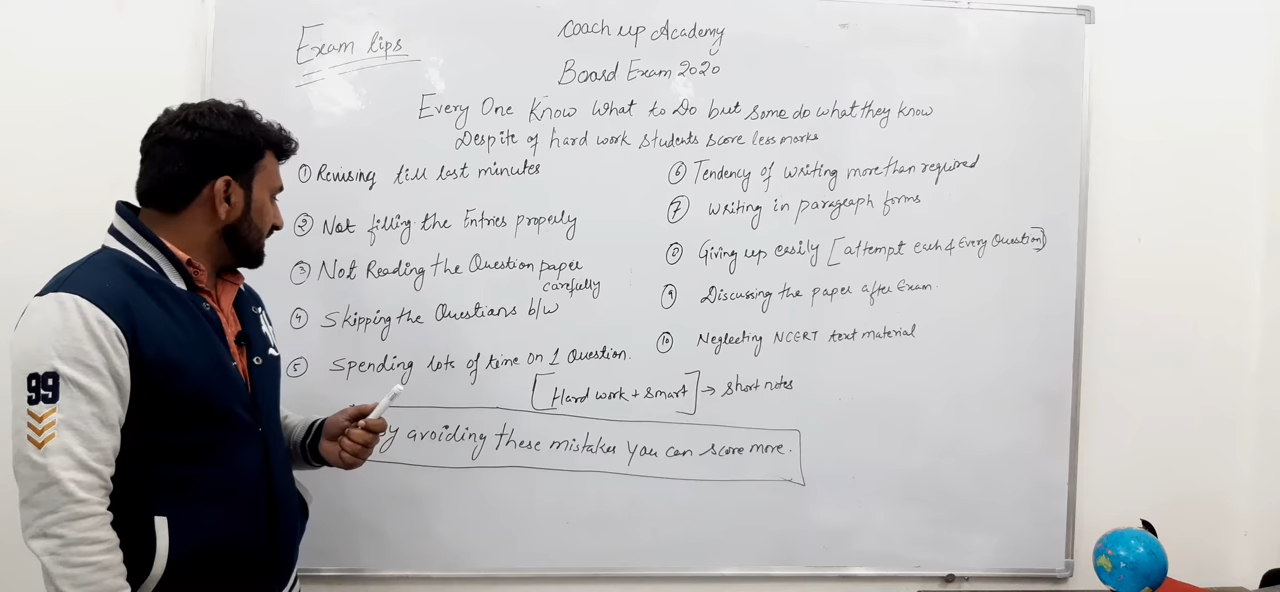 Exam lips
Coach up Academy
Board Exam 2020
Every One Know What to Do but some do what they know
Despite of hard work students score less marks
① Revising till last minutes
② Not filling the Entries properly
③ Not Reading the Question paper
carefully
④ Skipping the Questions b/w
⑤ Spending lots of time on 1 Question.
⑥ Tendency of writing more than required
⑦ Writing in paragraph forms
⑧ Giving up easily [attempt each & Every Question]
⑨ Discussing the paper after Exam.
⑩ Neglecting NCERT text material
[Hard work + smart] → short notes
avoiding these mistakes you can score more.
99